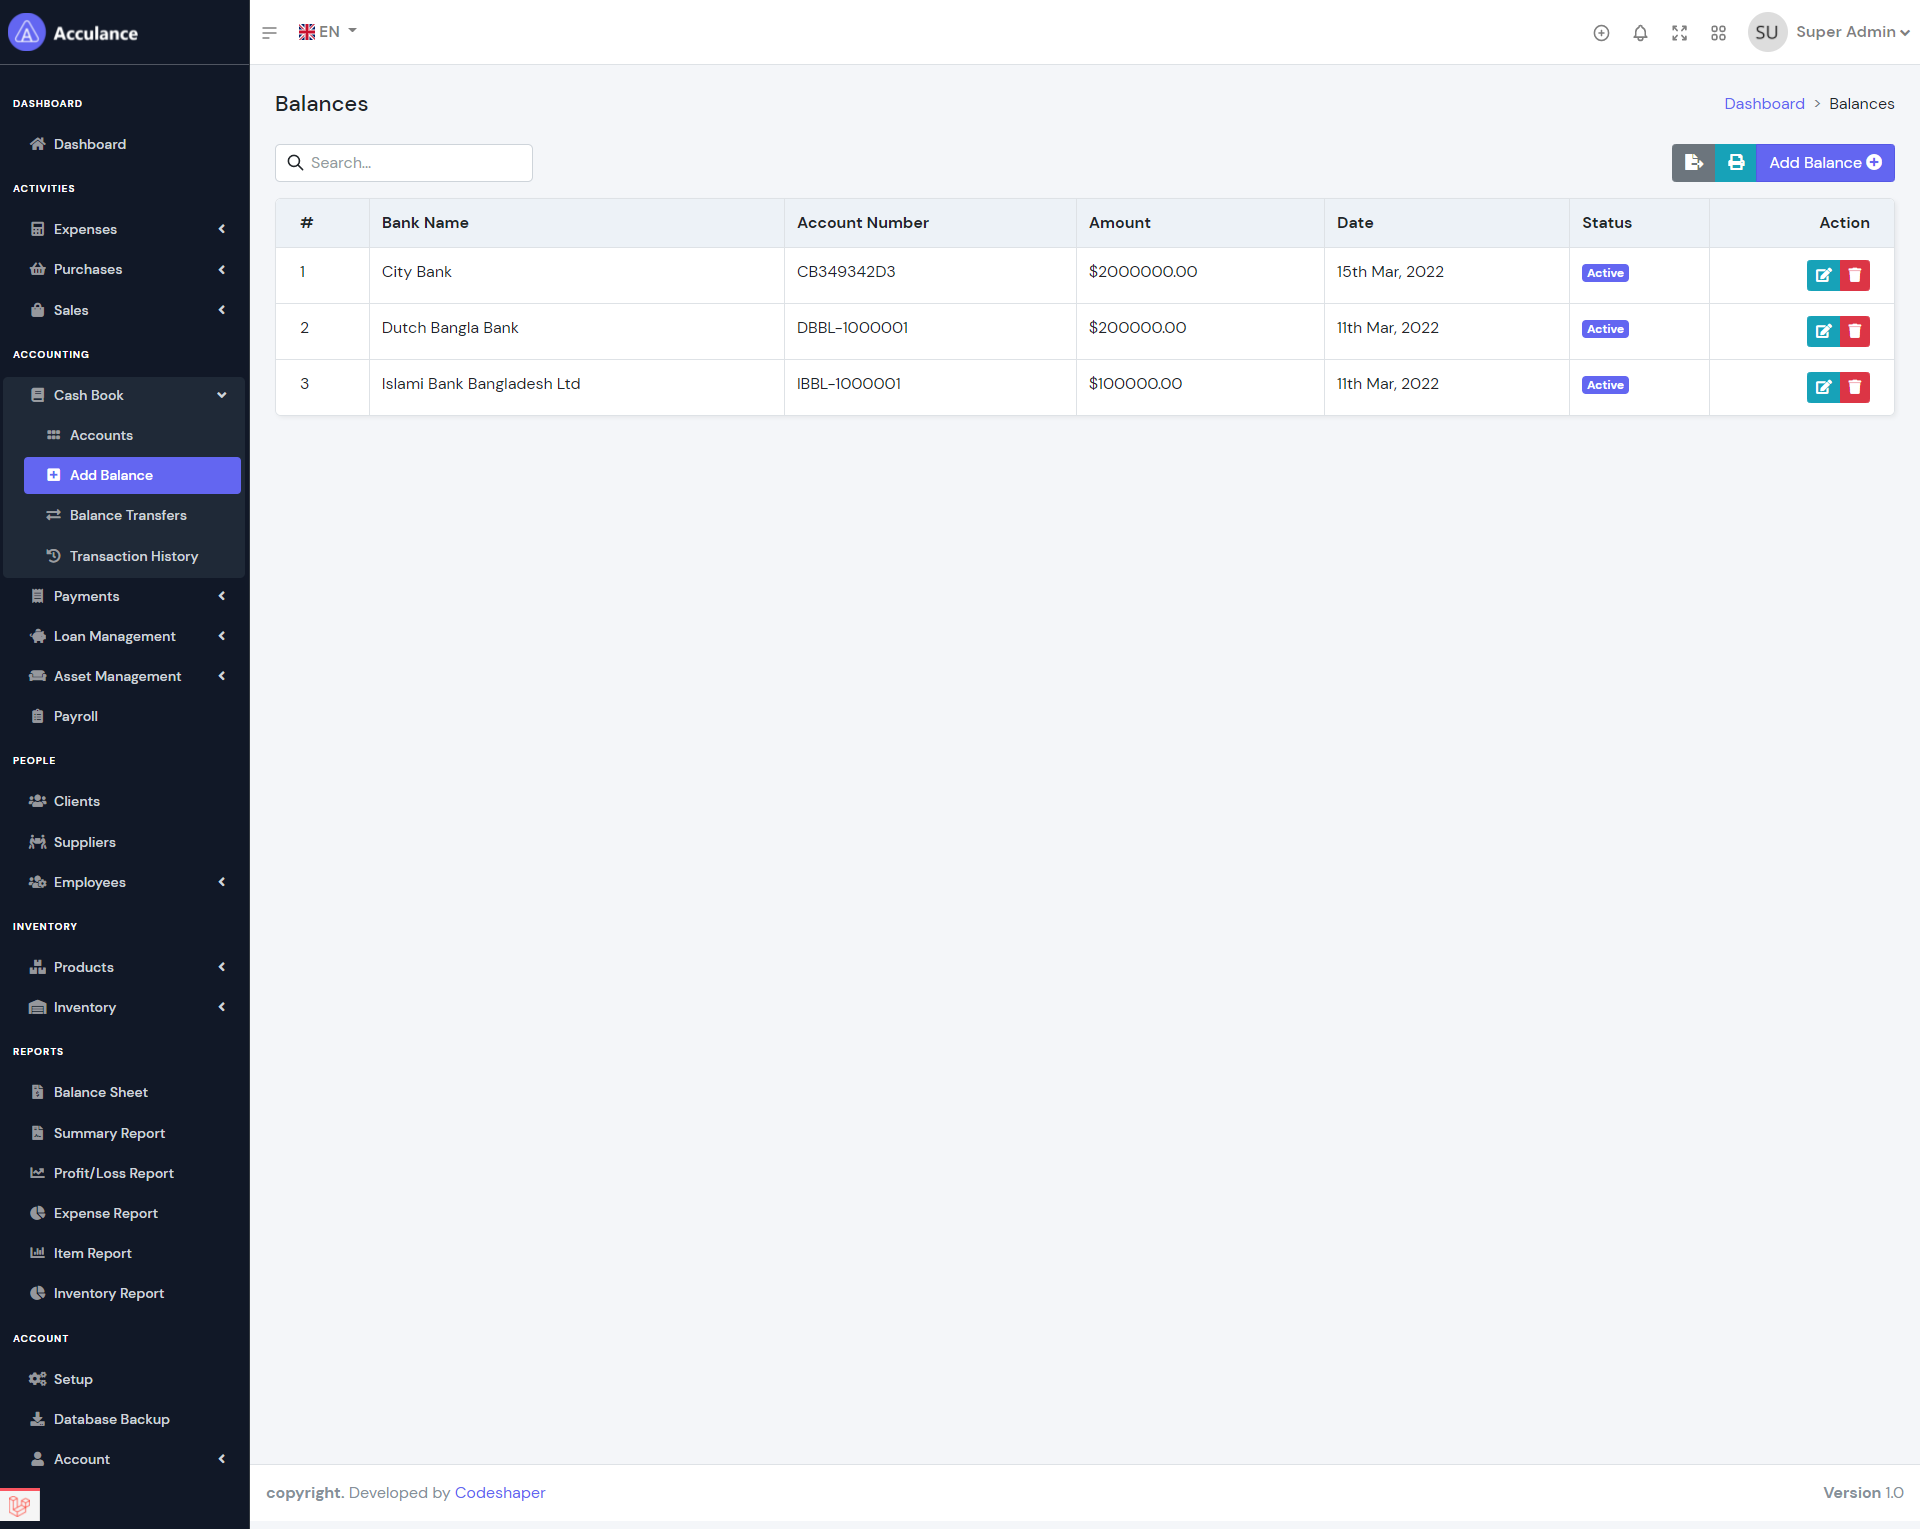 Acculance
DASHBOARD
Dashboard
ACTIVITIES
Expenses
Purchases
Sales
ACCOUNTING
Cash Book
Accounts
Add Balance
Balance Transfers
Transaction History
Payments
Loan Management
Asset Management
Payroll
PEOPLE
Clients
Suppliers
Employees
INVENTORY
Products
Inventory
REPORTS
Balance Sheet
Summary Report
Profit/Loss Report
Expense Report
Item Report
Inventory Report
ACCOUNT
Setup
Database Backup
Account
EN
SU Super Admin
Balances
Dashboard > Balances
Search...
Add Balance
# Bank Name Account Number Amount Date Status Action
1 City Bank CB349342D3 $2000000.00 15th Mar, 2022 Active
2 Dutch Bangla Bank DBBL-1000001 $200000.00 11th Mar, 2022 Active
3 Islami Bank Bangladesh Ltd IBBL-1000001 $100000.00 11th Mar, 2022 Active
copyright. Developed by Codeshaper
Version 1.0